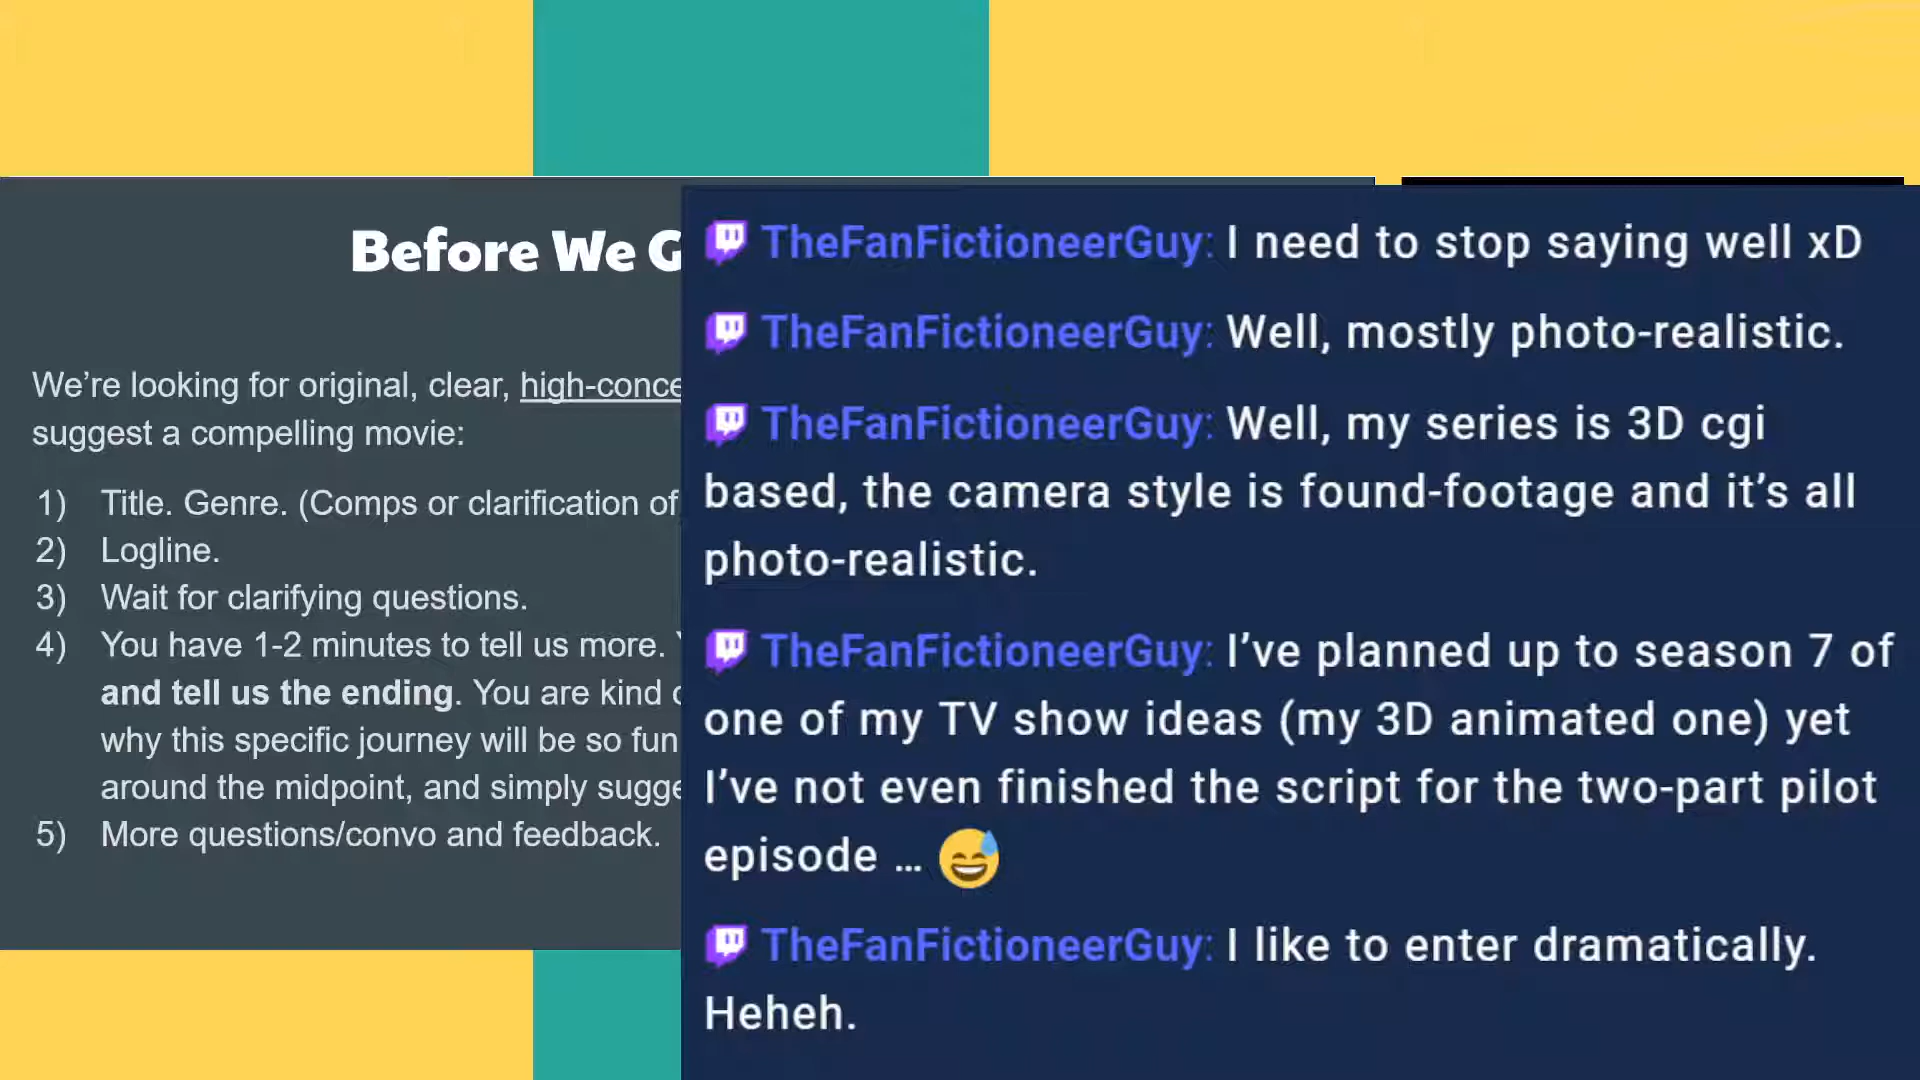 Before We G
We're looking for original, clear, high-conce
suggest a compelling movie:
1) Title. Genre. (Comps or clarification of
2) Logline.
3) Wait for clarifying questions.
4) You have 1-2 minutes to tell us more.
and tell us the ending. You are kind
why this specific journey will be so fun
around the midpoint, and simply sugge
5) More questions/convo and feedback.
TheFanFictioneerGuy: I need to stop saying well xD
TheFanFictioneerGuy: Well, mostly photo-realistic.
TheFanFictioneerGuy: Well, my series is 3D cgi
based, the camera style is found-footage and it’s all
photo-realistic.
TheFanFictioneerGuy: I’ve planned up to season 7 of
one of my TV show ideas (my 3D animated one) yet
I’ve not even finished the script for the two-part pilot
episode ... 😅
TheFanFictioneerGuy: I like to enter dramatically.
Heheh.